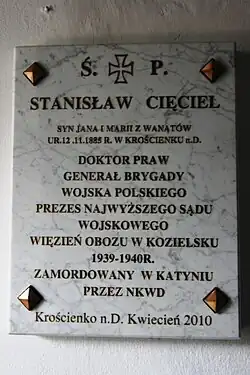 Ś. P.
STANISŁAW CIĘCIEL
SYN JANA I MARII Z WANATÓW
UR.12.11.1885 R. W KROŚCIENKU n.D.
DOKTOR PRAW
GENERAŁ BRYGADY
WOJSKA POLSKIEGO
PREZES NAJWYŻSZEGO SĄDU
WOJSKOWEGO
WIĘZIEŃ OBOZU W KOZIELSKU
1939-1940R.
ZAMORDOWANY W KATYNIU
PRZEZ NKWD
Krościenko n.D. Kwiecień 2010